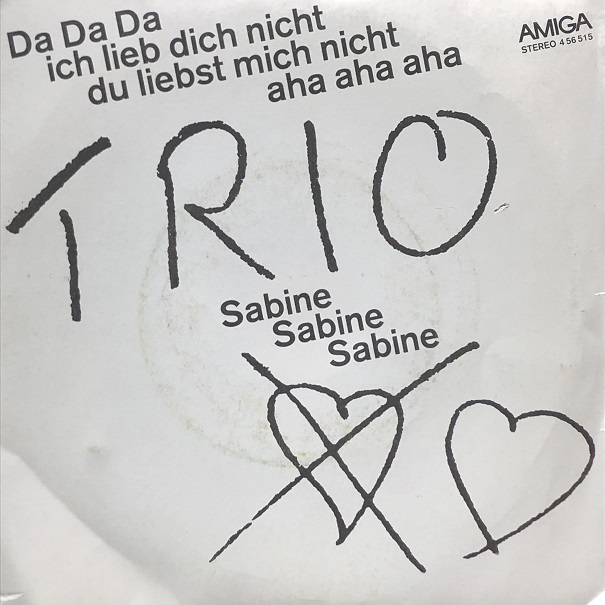 Da Da Da
ich lieb dich nicht
du liebst mich nicht
aha aha aha
AMIGA
STEREO 4 56 515
TRIO
Sabine
Sabine
Sabine